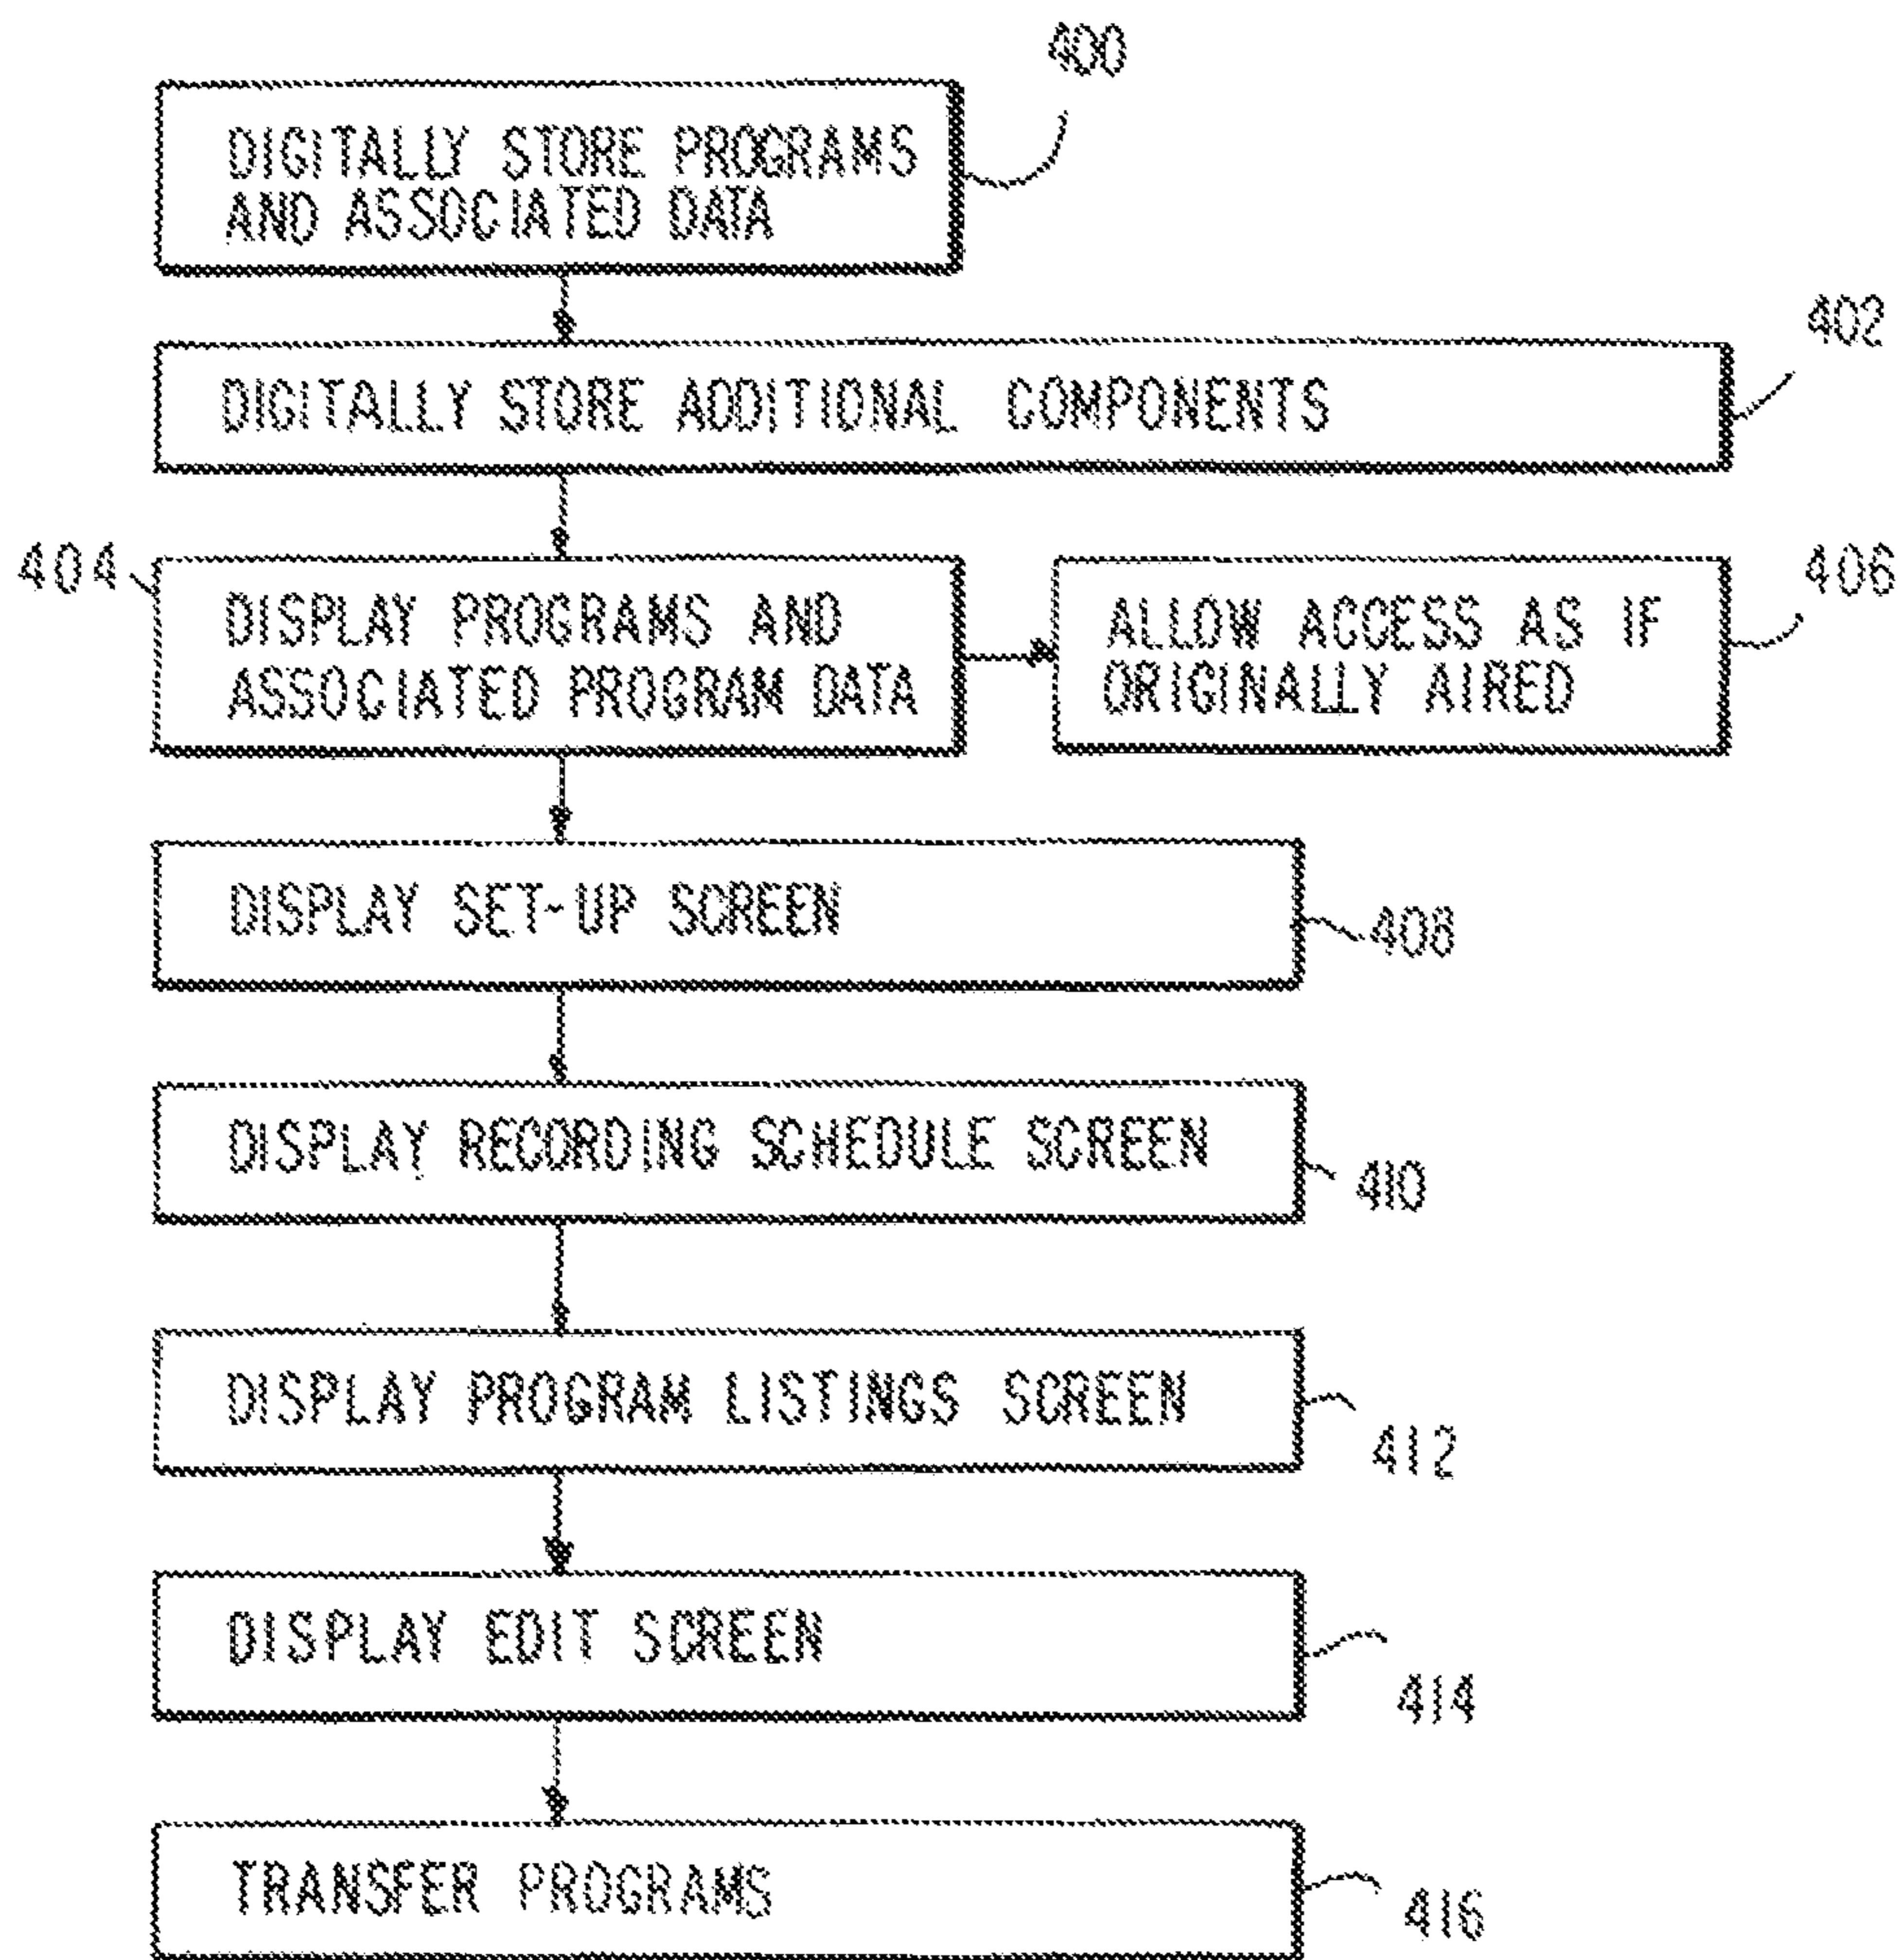 400
DIGITALLY STORE PROGRAMS
AND ASSOCIATED DATA
402
DIGITALLY STORE ADDITIONAL COMPONENTS
404
DISPLAY PROGRAMS AND
ASSOCIATED PROGRAM DATA
406
ALLOW ACCESS AS IF
ORIGINALLY AIRED
DISPLAY SET-UP SCREEN
408
DISPLAY RECORDING SCHEDULE SCREEN
410
DISPLAY PROGRAM LISTINGS SCREEN
412
DISPLAY EDIT SCREEN
414
TRANSFER PROGRAMS
416